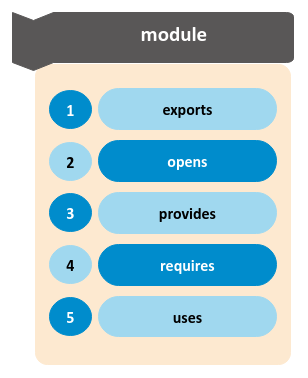 module
1 exports
2 opens
3 provides
4 requires
5 uses